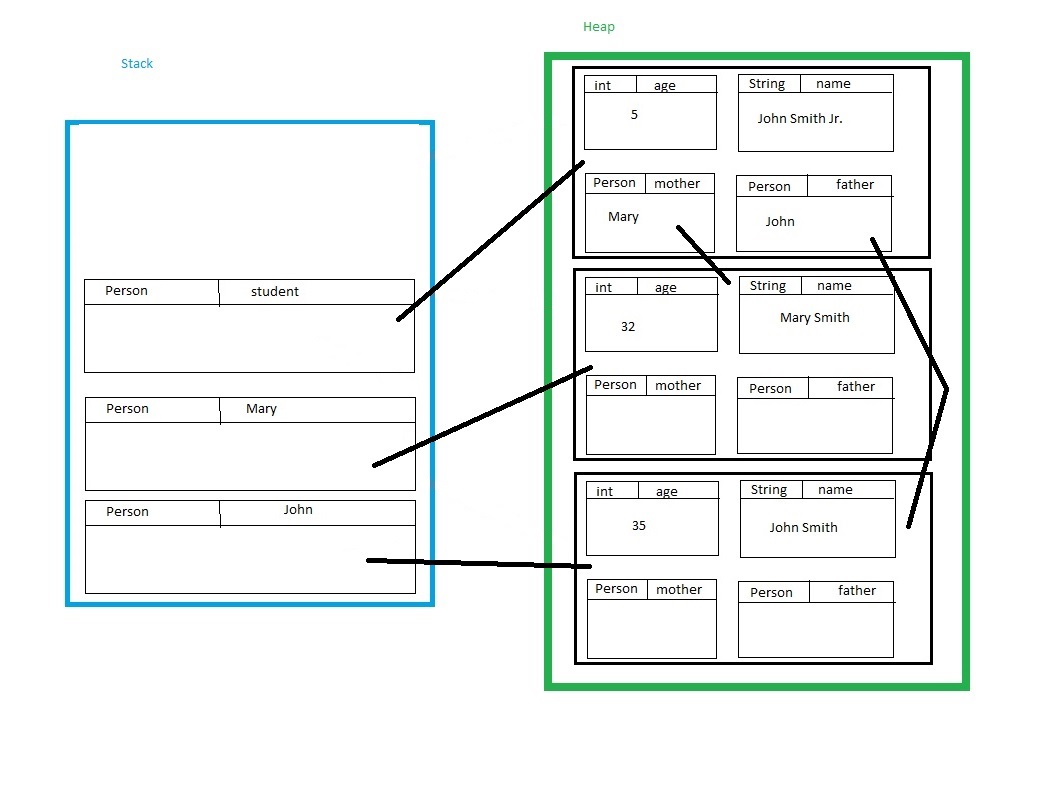 Heap
Stack
int age
5
String name
John Smith Jr.
Person mother
Mary
Person father
John
Person student
int age
32
String name
Mary Smith
Person mother
Person father
Person Mary
Person John
int age
35
String name
John Smith
Person mother
Person father